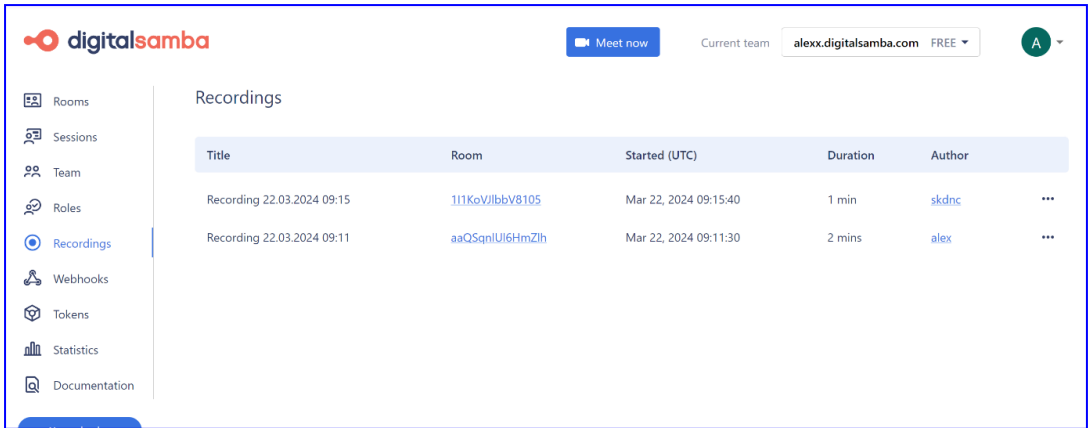 digitalsamba
Meet now
Current team alexx.digitalsamba.com FREE
A
Rooms
Sessions
Team
Roles
Recordings
Webhooks
Tokens
Statistics
Documentation
Recordings
Title Room Started (UTC) Duration Author
Recording 22.03.2024 09:15 1I1KoVJlbbV8105 Mar 22, 2024 09:15:40 1 min skdnc
Recording 22.03.2024 09:11 aaQSqnlUl6HmZlh Mar 22, 2024 09:11:30 2 mins alex